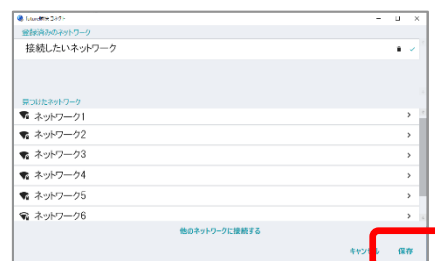 登録済みのネットワーク
接続したいネットワーク
見つけたネットワーク
ネットワーク1
ネットワーク2
ネットワーク3
ネットワーク4
ネットワーク5
ネットワーク6
他のネットワークに接続する
キャンセル
保存